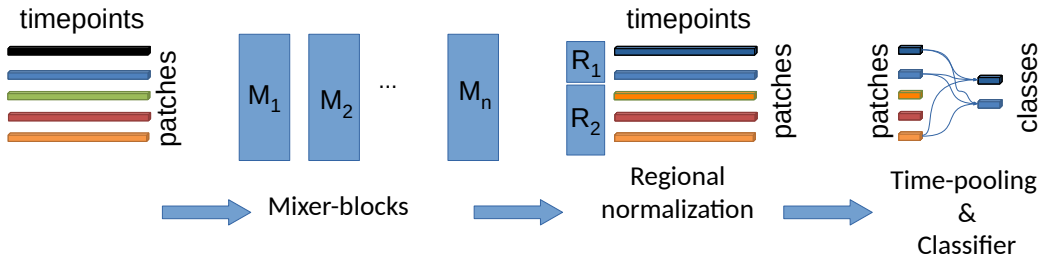 timepoints
patches
M1
M2
...
Mn
Mixer-blocks
timepoints
R1
R2
patches
Regional
normalization
patches
classes
Time-pooling
&
Classifier